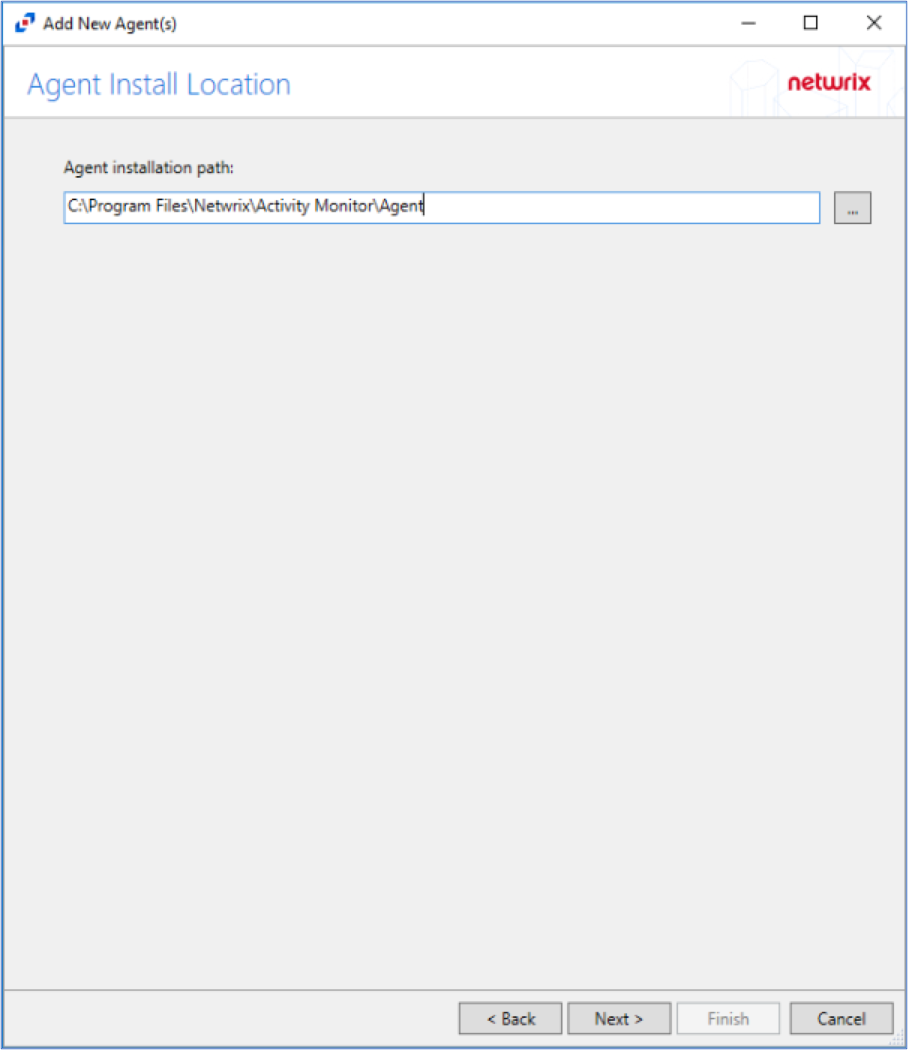 Add New Agent(s)
Agent Install Location
netwrix
Agent installation path:
C:\Program Files\Netwrix\Activity Monitor\Agent
...
< Back
Next >
Finish
Cancel